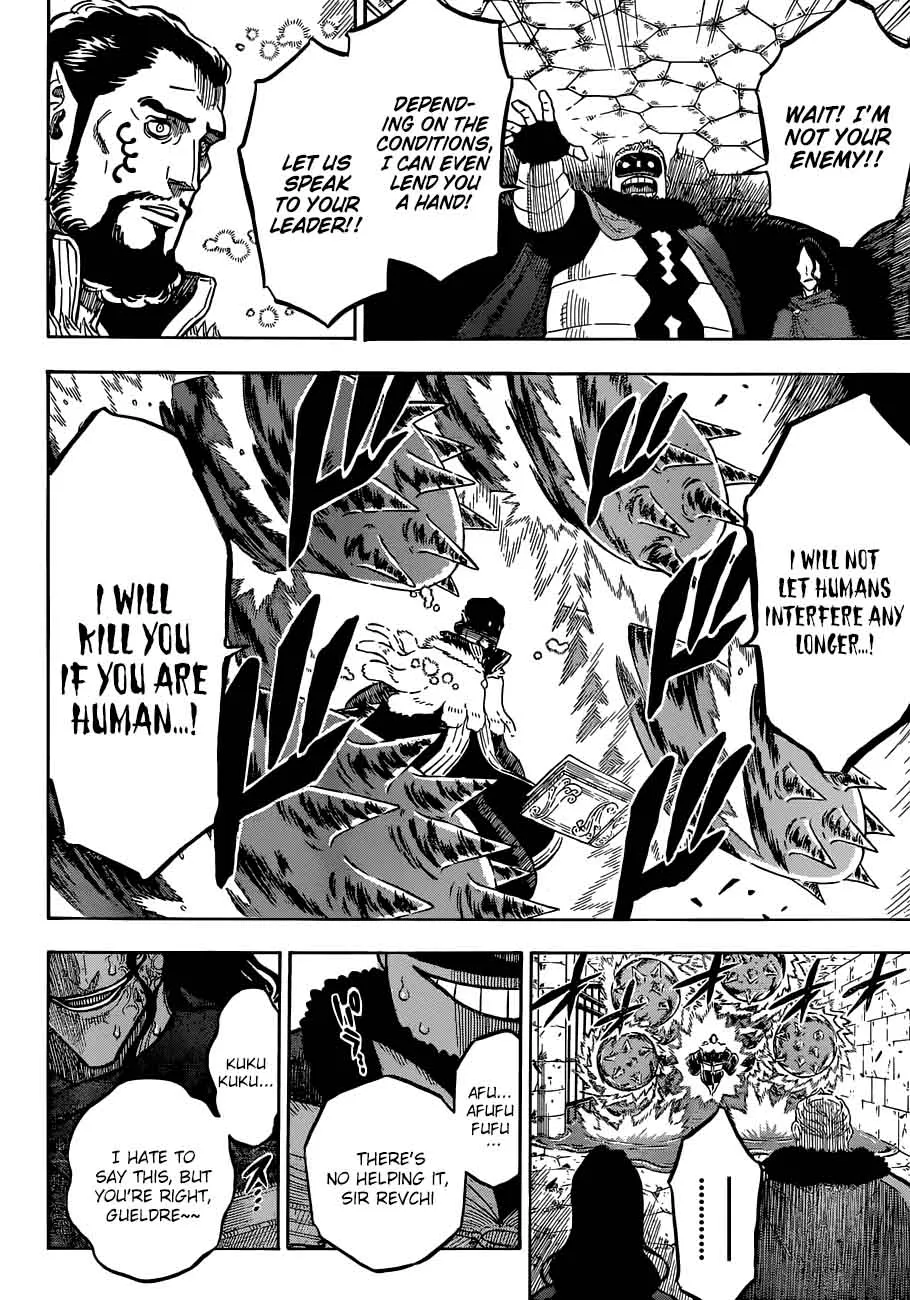 WAIT! I'M
NOT YOUR
ENEMY!!
DEPEND-
ING ON THE
CONDITIONS,
I CAN EVEN
LEND YOU
A HAND!
LET US
SPEAK
TO YOUR
LEADER!!
I WILL NOT
LET HUMANS
INTERFERE ANY
LONGER...!
I WILL
KILL YOU
IF YOU ARE
HUMAN...!
AFU...
AFUFU
FUFU
...
THERE'S
NO HELPING IT,
SIR REVCHI
KUKU
KUKU...
I HATE TO
SAY THIS, BUT
YOU'RE RIGHT,
GUELDRE~~